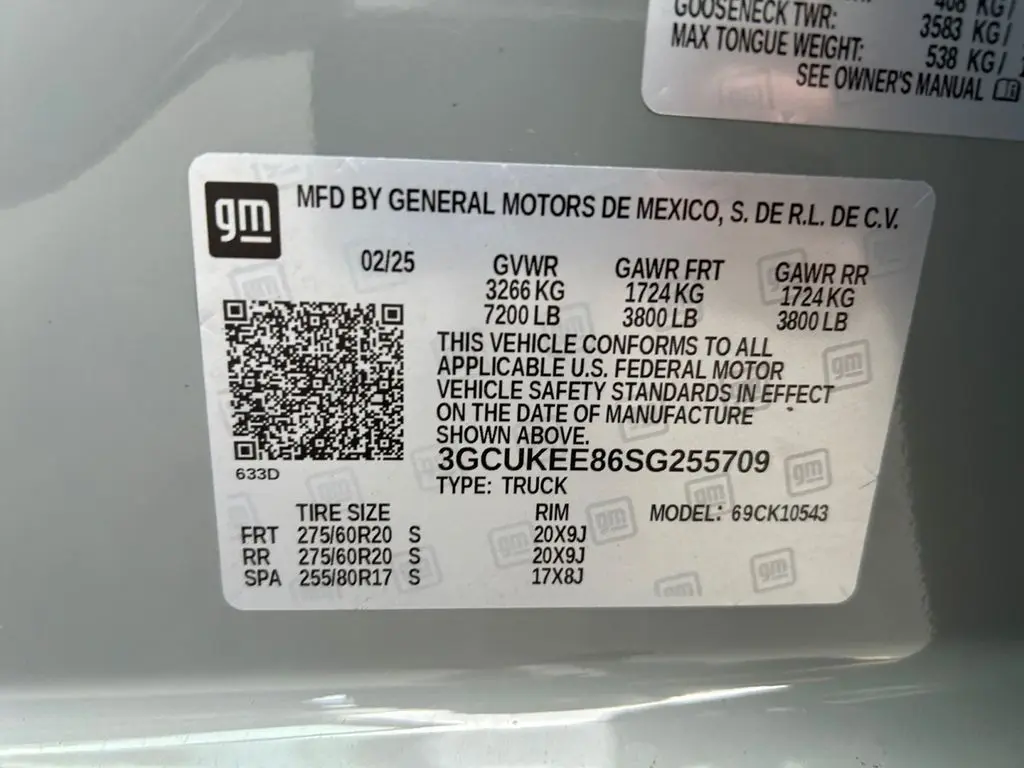 408 KG/
GOOSENECK TWR: 3583 KG/
MAX TONGUE WEIGHT: 538 KG/
SEE OWNER'S MANUAL
gm
MFD BY GENERAL MOTORS DE MEXICO, S. DE R.L. DE C.V.
02/25 GVWR GAWR FRT GAWR RR
3266 KG 1724 KG 1724 KG
7200 LB 3800 LB 3800 LB
THIS VEHICLE CONFORMS TO ALL
APPLICABLE U.S. FEDERAL MOTOR
VEHICLE SAFETY STANDARDS IN EFFECT
ON THE DATE OF MANUFACTURE
SHOWN ABOVE.
3GCUKEE86SG255709
633D
TYPE: TRUCK
TIRE SIZE RIM MODEL: 69CK10543
FRT 275/60R20 S 20X9J
RR 275/60R20 S 20X9J
SPA 255/80R17 S 17X8J